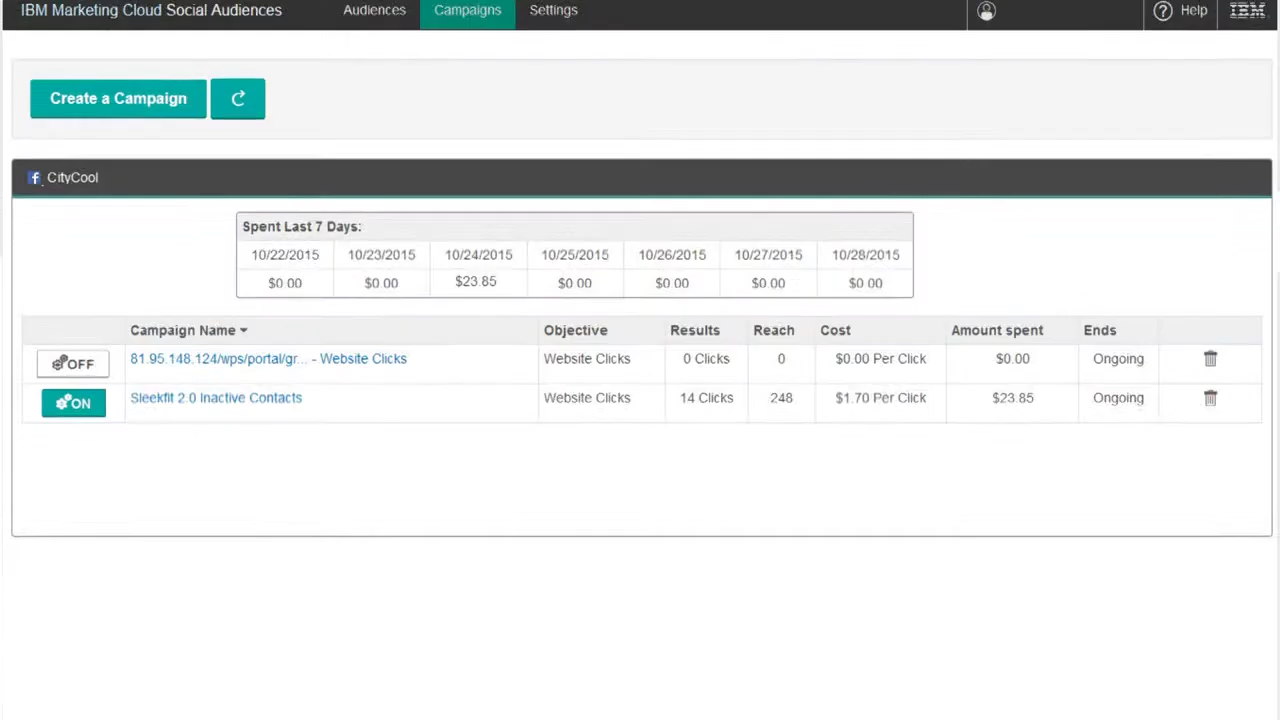 IBM Marketing Cloud Social Audiences Audiences Campaigns Settings ? Help IBM
Create a Campaign
f CityCool
Spent Last 7 Days:
10/22/2015 10/23/2015 10/24/2015 10/25/2015 10/26/2015 10/27/2015 10/28/2015
$0.00 $0.00 $23.85 $0.00 $0.00 $0.00 $0.00
Campaign Name Objective Results Reach Cost Amount spent Ends
OFF 81.95.148.124/wps/portal/gr... - Website Clicks Website Clicks 0 Clicks 0 $0.00 Per Click $0.00 Ongoing
ON Sleekfit 2.0 Inactive Contacts Website Clicks 14 Clicks 248 $1.70 Per Click $23.85 Ongoing